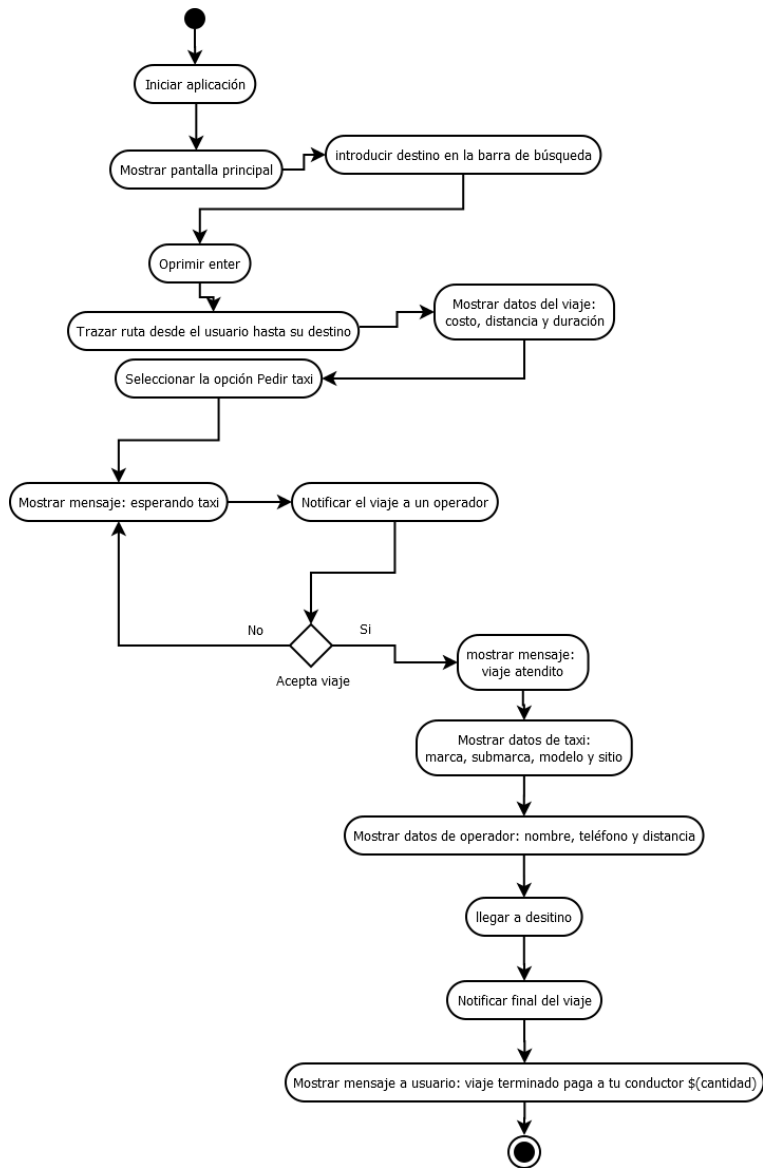 Iniciar aplicación
Mostrar pantalla principal
introducir destino en la barra de búsqueda
Oprimir enter
Trazar ruta desde el usuario hasta su destino
Mostrar datos del viaje:
costo, distancia y duración
Seleccionar la opción Pedir taxi
Mostrar mensaje: esperando taxi
Notificar el viaje a un operador
No
Si
Acepta viaje
mostrar mensaje:
viaje atendito
Mostrar datos de taxi:
marca, submarca, modelo y sitio
Mostrar datos de operador: nombre, teléfono y distancia
llegar a desitino
Notificar final del viaje
Mostrar mensaje a usuario: viaje terminado paga a tu conductor $(cantidad)